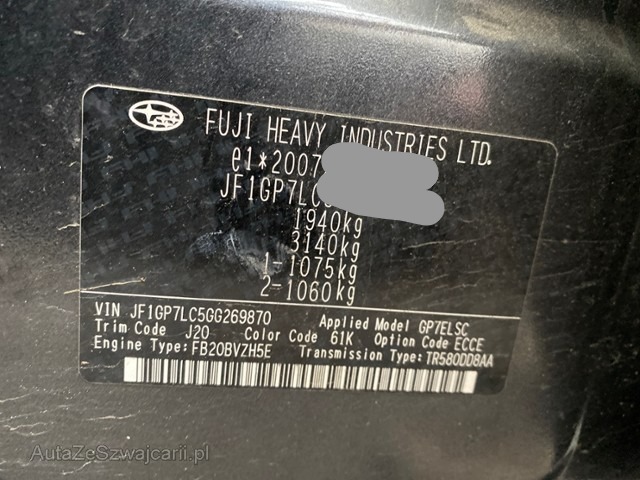 FUJI HEAVY INDUSTRIES LTD.
e1*2007
JF1GP7LC
1940kg
3140kg
1-1075kg
2-1060kg
VIN JF1GP7LC5GG269870 Applied Model GP7ELSC
Trim Code J20 Color Code 61K Option Code ECCE
Engine Type: FB20BVZH5E Transmission Type: TR580DD8AA
AutaZeSzwajcarii.pl